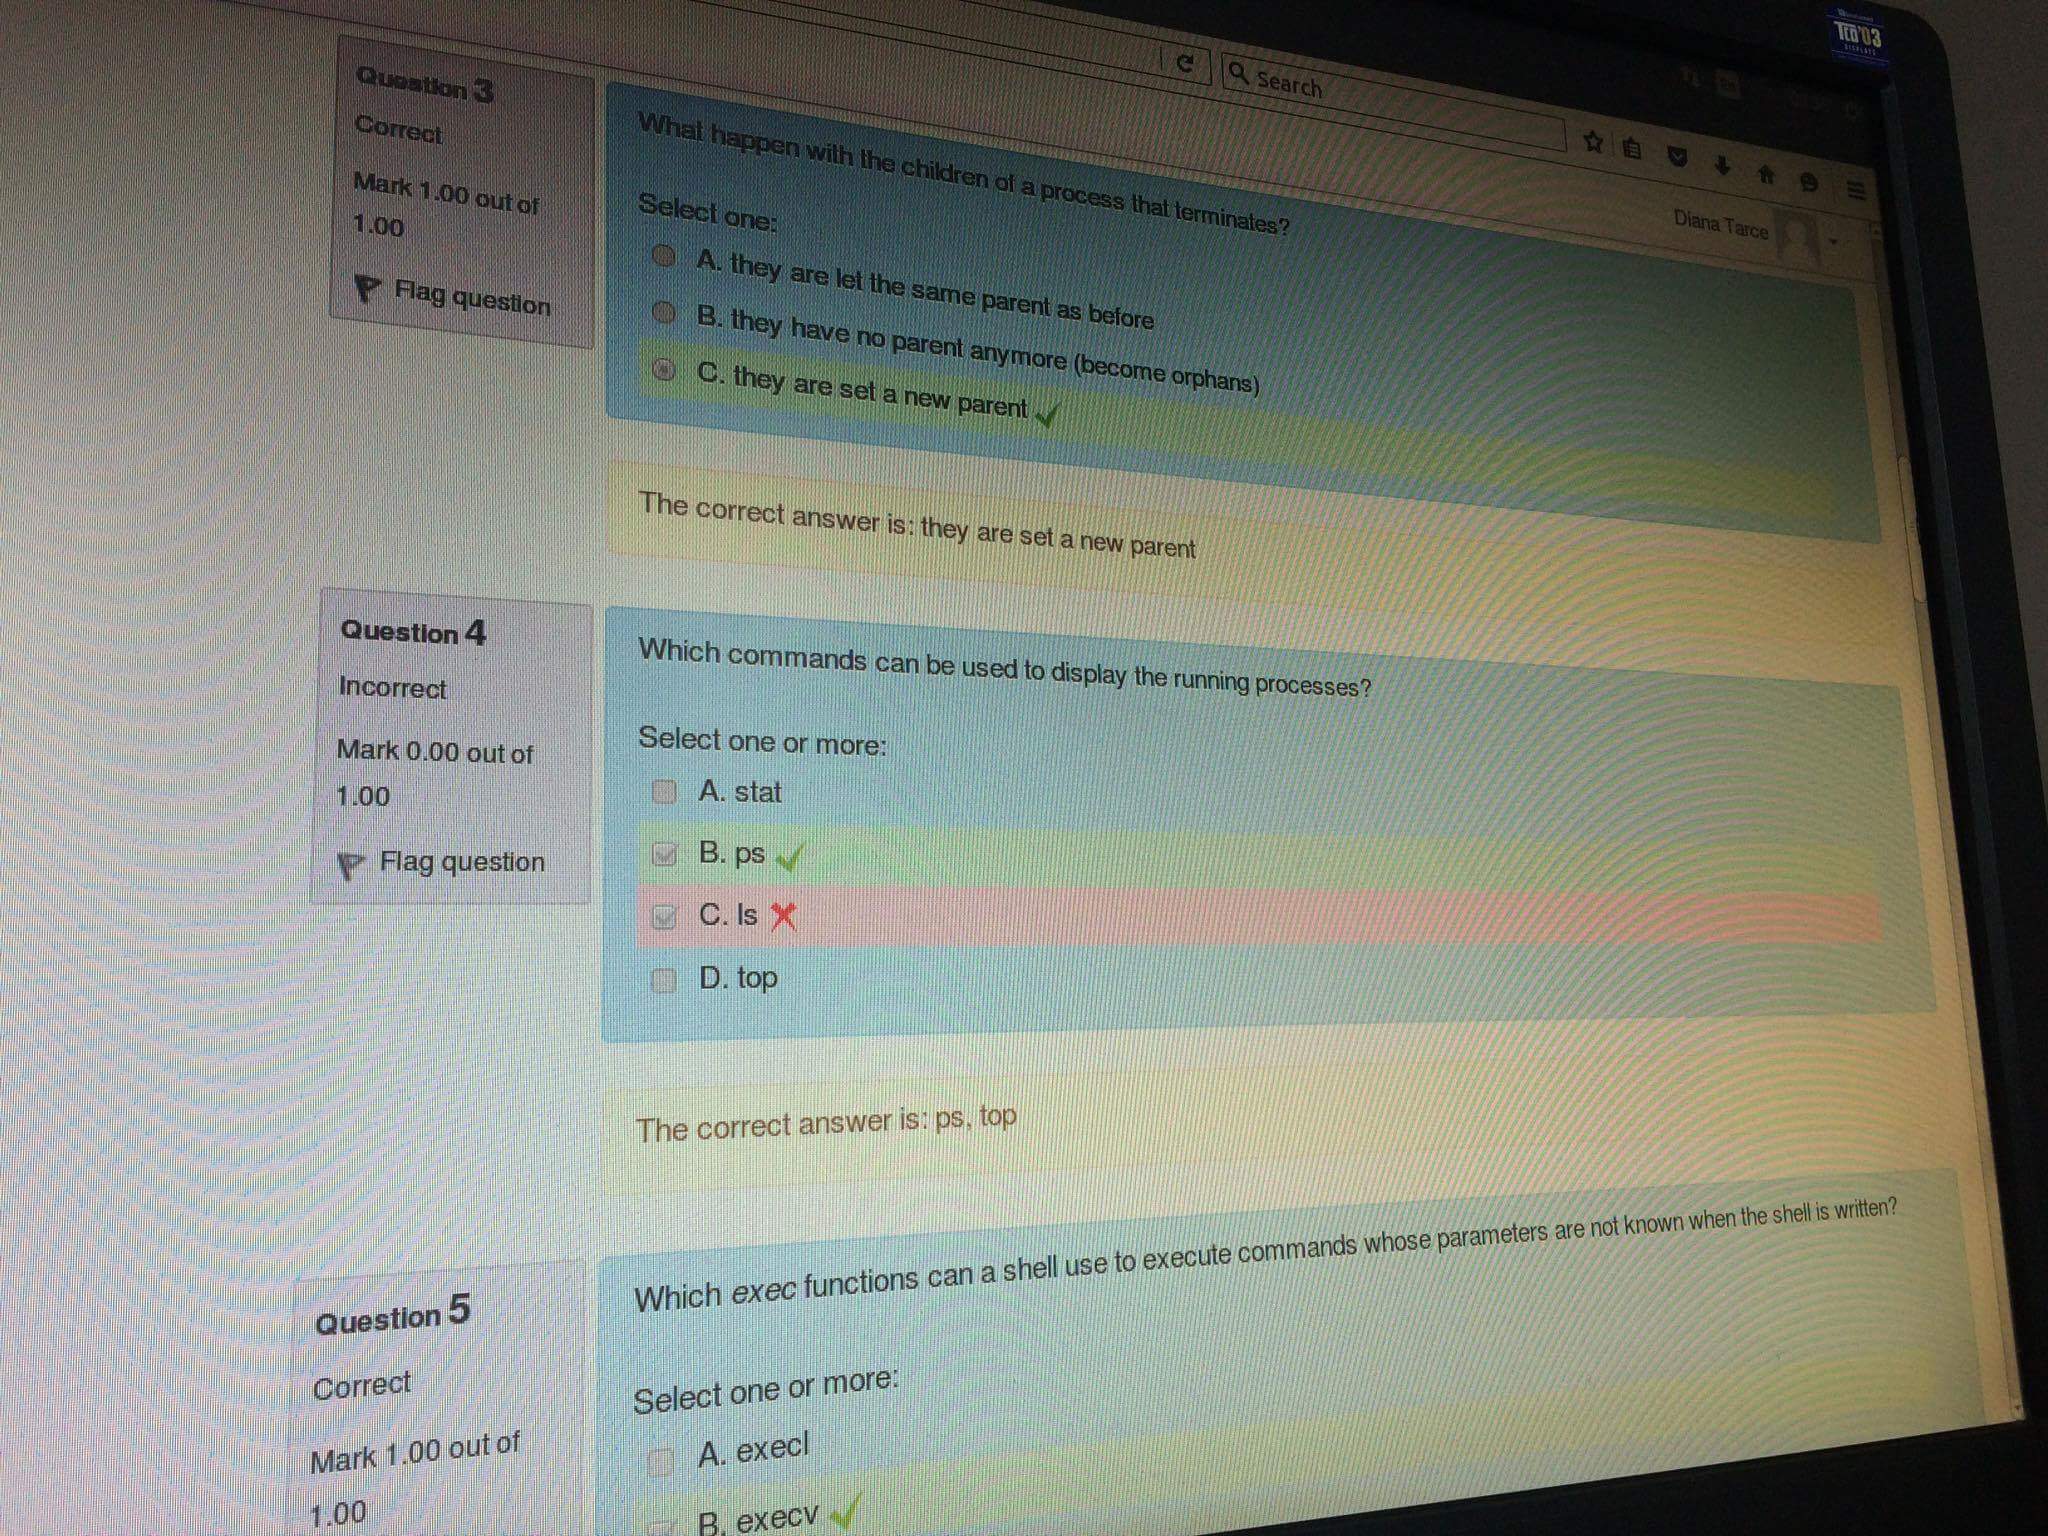 TCO'03
DISPLAYS
Search
Diana Tarce
Question 3
Correct
Mark 1.00 out of
1.00
Flag question
What happen with the children of a process that terminates?
Select one:
A. they are let the same parent as before
B. they have no parent anymore (become orphans)
C. they are set a new parent
The correct answer is: they are set a new parent
Question 4
Incorrect
Mark 0.00 out of
1.00
Flag question
Which commands can be used to display the running processes?
Select one or more:
A. stat
B. ps
C. ls
D. top
The correct answer is: ps, top
Question 5
Correct
Mark 1.00 out of
1.00
Which exec functions can a shell use to execute commands whose parameters are not known when the shell is written?
Select one or more:
A. execl
B. execv